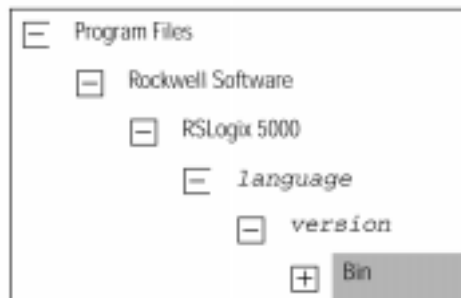 Program Files
Rockwell Software
RSLogix 5000
language
version
Bin